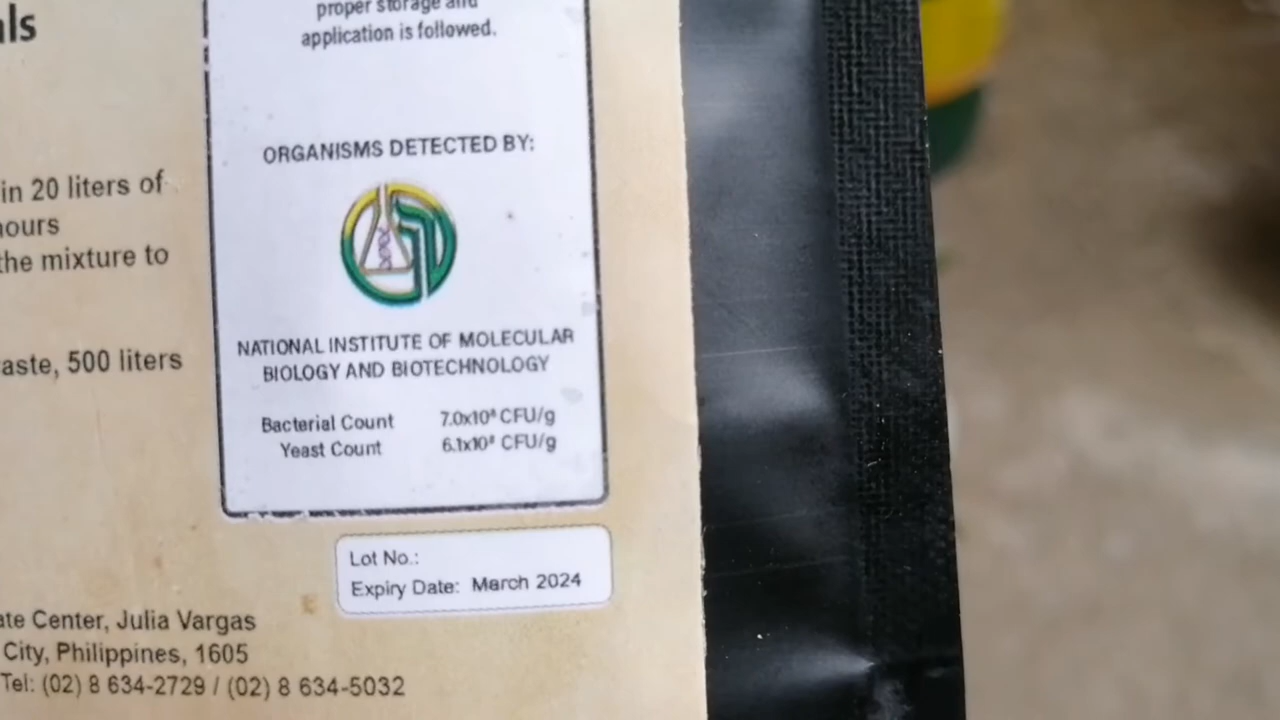 als
proper storage and
application is followed.
ORGANISMS DETECTED BY:
in 20 liters of
hours
the mixture to
NATIONAL INSTITUTE OF MOLECULAR
BIOLOGY AND BIOTECHNOLOGY
aste, 500 liters
Bacterial Count 7.0x10⁸ CFU/g
Yeast Count 6.1x10⁸ CFU/g
Lot No.:
Expiry Date: March 2024
ate Center, Julia Vargas
City, Philippines, 1605
Tel: (02) 8 634-2729 / (02) 8 634-5032